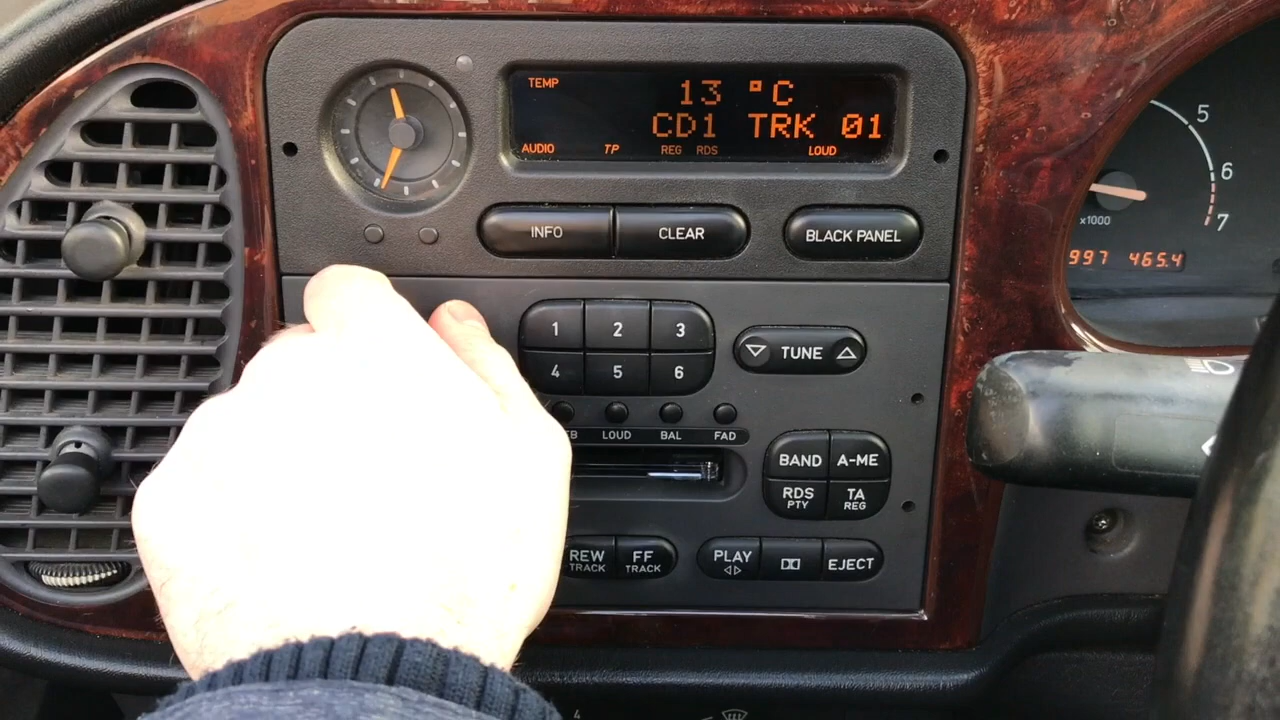 TEMP
13 °C
CD1 TRK 01
AUDIO TP REG RDS LOUD
INFO CLEAR BLACK PANEL
1 2 3
4 5 6
TUNE
LOUD BAL FAD
BAND A-ME
RDS PTY
TA REG
REW TRACK
FF TRACK
PLAY
EJECT
5
6
7
x1000
997 465.4
4